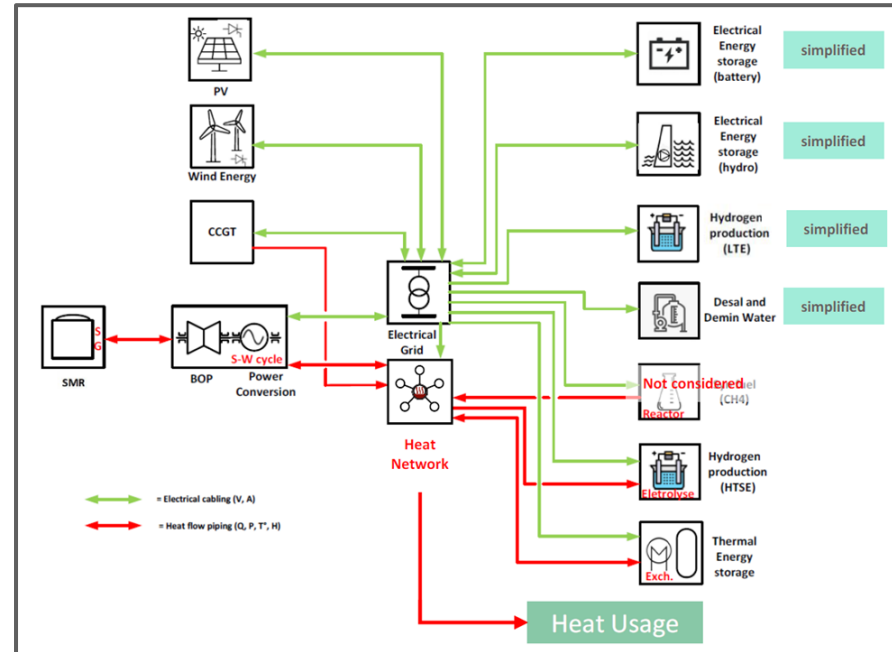 PV
Wind Energy
CCGT
SMR
S
G
BOP
S-W cycle
Power
Conversion
Electrical
Grid
Heat
Network
Electrical
Energy
storage
(battery)
simplified
Electrical
Energy
storage
(hydro)
simplified
Hydrogen
production
(LTE)
simplified
Desal and
Demin Water
simplified
Not considered
(CH4)
Reactor
Hydrogen
production
(HTSE)
Eletrolyse
Thermal
Energy
storage
Exch.
= Electrical cabling (V, A)
= Heat flow piping (Q, P, T°, H)
Heat Usage